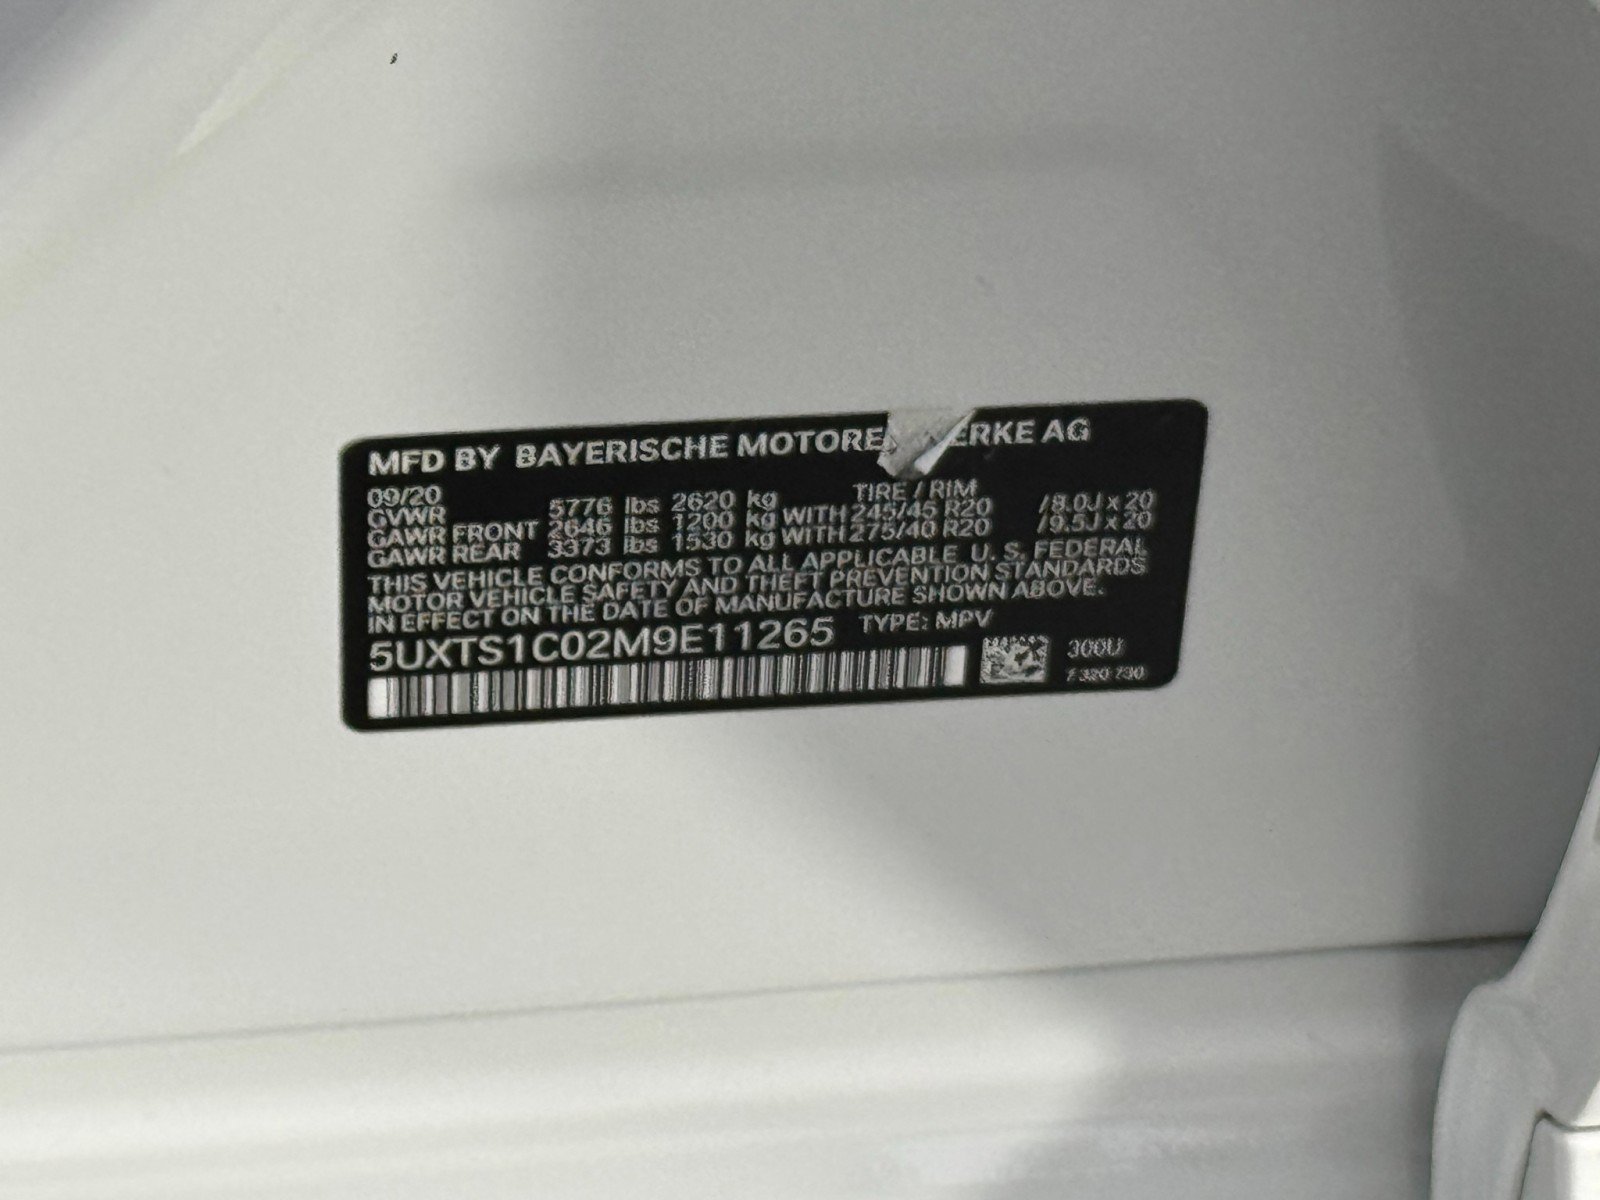 MFD BY BAYERISCHE MOTORE ERKE AG
09/20 TIRE / RIM
GVWR 5776 lbs 2620 kg
GAWR FRONT 2646 lbs 1200 kg WITH 245/45 R20 /8.0J x 20
GAWR REAR 3373 lbs 1530 kg WITH 275/40 R20 /9.5J x 20
THIS VEHICLE CONFORMS TO ALL APPLICABLE U. S. FEDERAL
MOTOR VEHICLE SAFETY AND THEFT PREVENTION STANDARDS
IN EFFECT ON THE DATE OF MANUFACTURE SHOWN ABOVE.
5UXTS1C02M9E11265 TYPE: MPV
300U